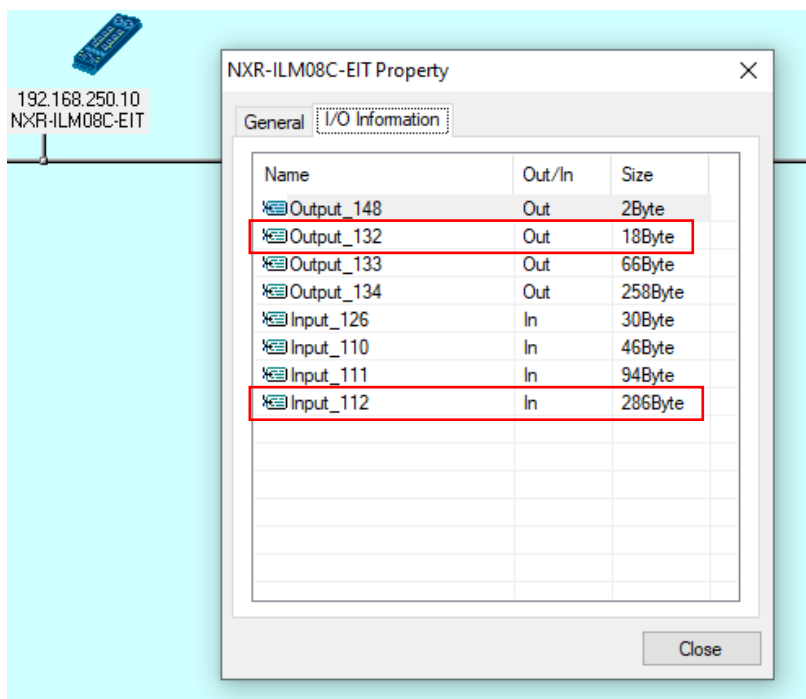 192.168.250.10
NXR-ILM08C-EIT
NXR-ILM08C-EIT Property
General I/O Information
Name Out/In Size
Output_148 Out 2Byte
Output_132 Out 18Byte
Output_133 Out 66Byte
Output_134 Out 258Byte
Input_126 In 30Byte
Input_110 In 46Byte
Input_111 In 94Byte
Input_112 In 286Byte
Close